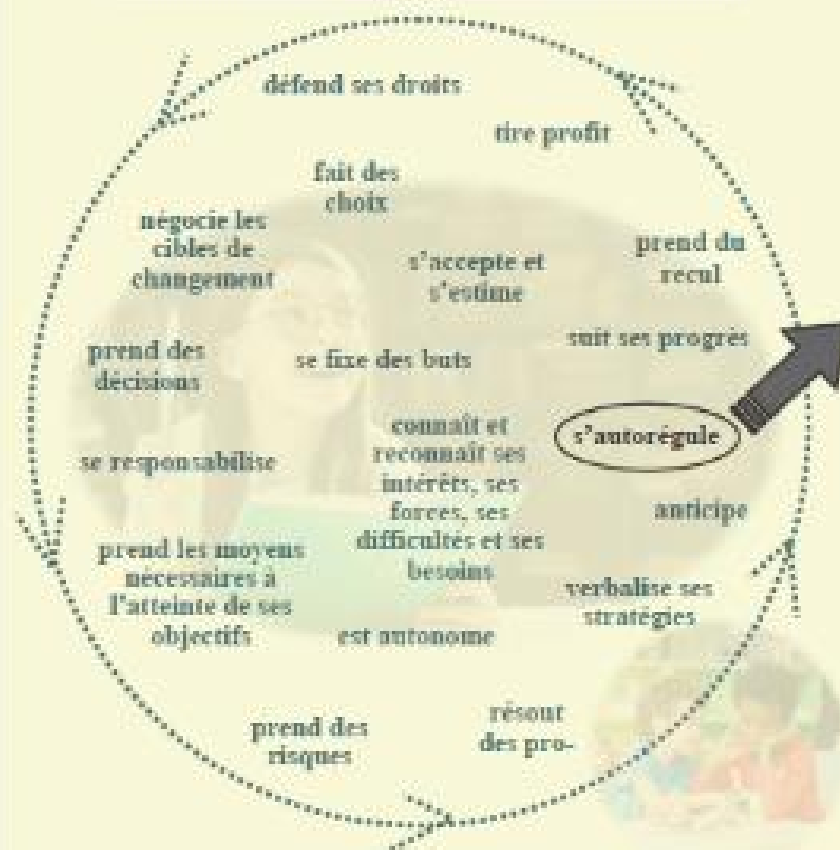 défend ses droits
tire profit
fait des
choix
négocie les
cibles de
changement
s'accepte et
s'estime
prend du
recul
suit ses progrès
prend des
décisions
se fixe des buts
connaît et
reconnaît ses
intérêts, ses
forces, ses
difficultés et ses
besoins
s'autorégule
se responsabilise
anticipe
prend les moyens
nécessaires à
l'atteinte de ses
objectifs
verbalise ses
stratégies
est autonome
prend des
risques
résout
des pro-